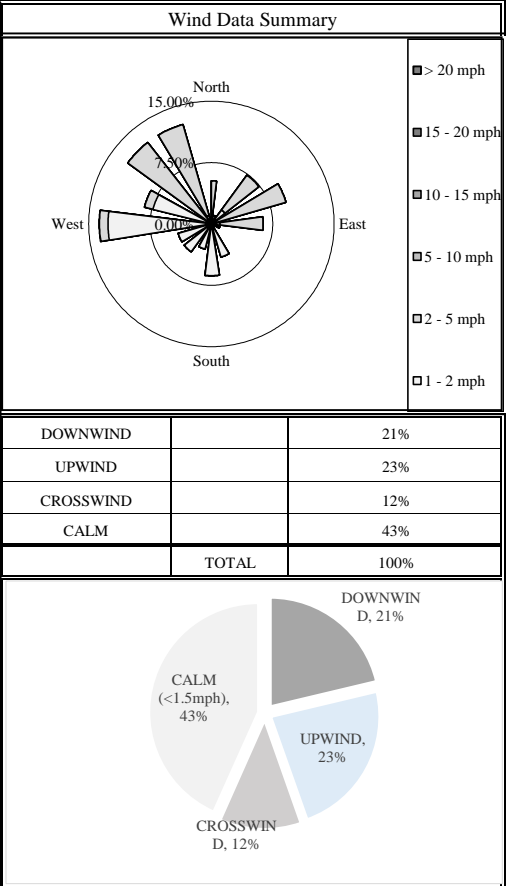 Wind Data Summary
North
15.00%
7.50%
0.00%
West
East
South
> 20 mph
15 - 20 mph
10 - 15 mph
5 - 10 mph
2 - 5 mph
1 - 2 mph
DOWNWIND 21%
UPWIND 23%
CROSSWIND 12%
CALM 43%
TOTAL 100%
DOWNWIN
D, 21%
UPWIND,
23%
CROSSWIN
D, 12%
CALM
(<1.5mph),
43%